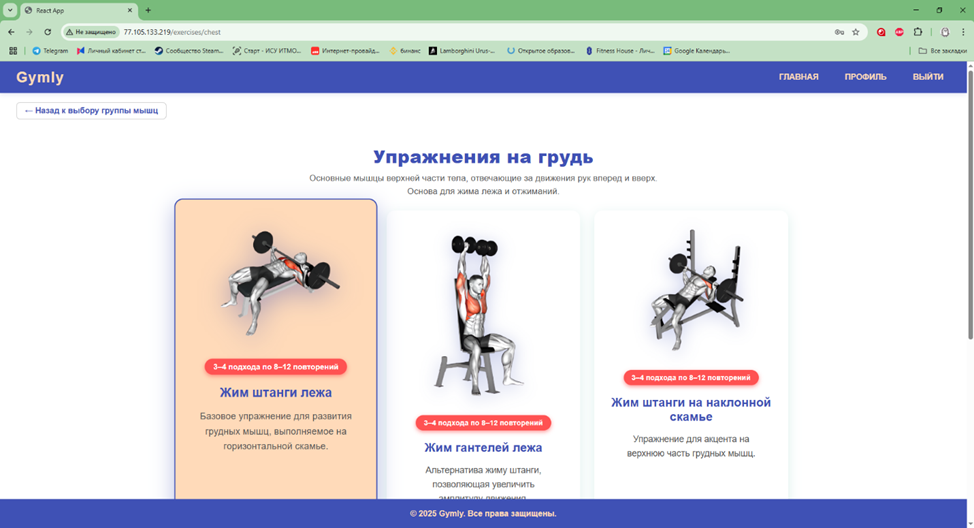 React App
Не защищено
77.105.133.219/exercises/chest
Telegram
Личный кабинет ст...
Сообщество Steam...
Старт - ИСУ ИТМО...
Интернет-провайд...
бинанс
Lamborghini Urus-...
Открытое образов...
Fitness House - Лич...
Google Календарь...
Все закладки
Gymly
ГЛАВНАЯ
ПРОФИЛЬ
ВЫЙТИ
← Назад к выбору группы мышц
Упражнения на грудь
Основные мышцы верхней части тела, отвечающие за движения рук вперед и вверх.
Основа для жима лежа и отжиманий.
3–4 подхода по 8–12 повторений
Жим штанги лежа
Базовое упражнение для развития
грудных мышц, выполняемое на
горизонтальной скамье.
3–4 подхода по 8–12 повторений
Жим гантелей лежа
Альтернатива жиму штанги,
позволяющая увеличить
амплитуду движения.
3–4 подхода по 8–12 повторений
Жим штанги на наклонной
скамье
Упражнение для акцента на
верхнюю часть грудных мышц.
© 2025 Gymly. Все права защищены.